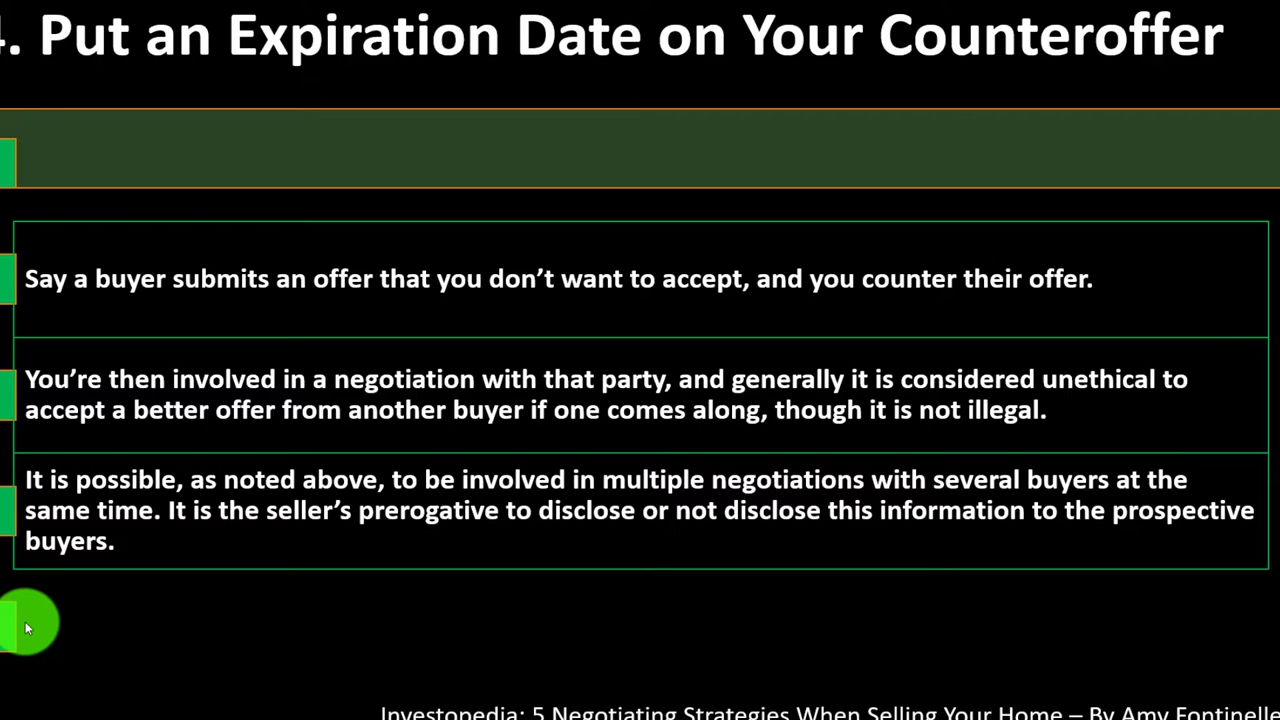 4. Put an Expiration Date on Your Counteroffer
Say a buyer submits an offer that you don’t want to accept, and you counter their offer.
You’re then involved in a negotiation with that party, and generally it is considered unethical to
accept a better offer from another buyer if one comes along, though it is not illegal.
It is possible, as noted above, to be involved in multiple negotiations with several buyers at the
same time. It is the seller’s prerogative to disclose or not disclose this information to the prospective
buyers.
Investopedia: 5 Negotiating Strategies When Selling Your Home – By Amy Fontinelle